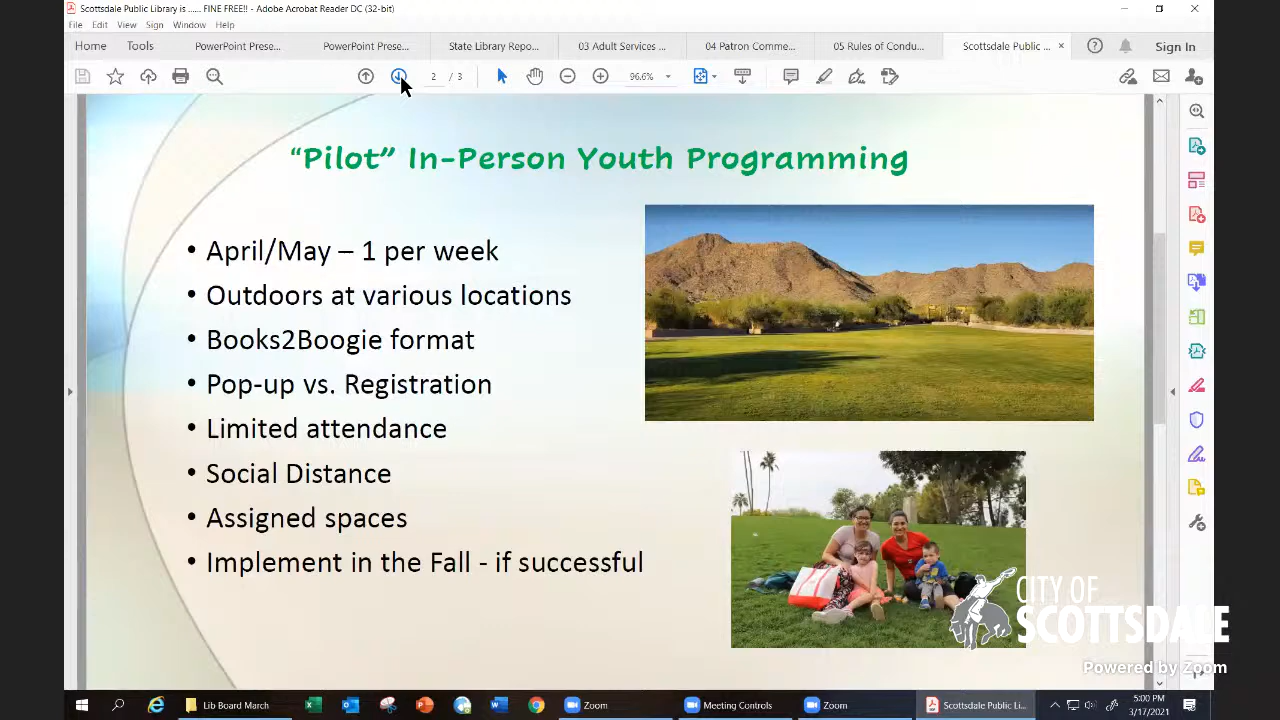 Scottsdale Public Library is ...... FINE FREE!! - Adobe Acrobat Reader DC (32-bit)
File Edit View Sign Window Help
Home Tools PowerPoint Prese... PowerPoint Prese... State Library Repo... 03 Adult Services ... 04 Patron Comme... 05 Rules of Condu... Scottsdale Public ... × Sign In
2 / 3 96.6%
“Pilot” In-Person Youth Programming
• April/May – 1 per week
• Outdoors at various locations
• Books2Boogie format
• Pop-up vs. Registration
• Limited attendance
• Social Distance
• Assigned spaces
• Implement in the Fall - if successful
CITY OF
SCOTTSDALE
Powered by Zoom
Lib Board March Zoom Meeting Controls Zoom Scottsdale Public Li... 5:00 PM
3/17/2021